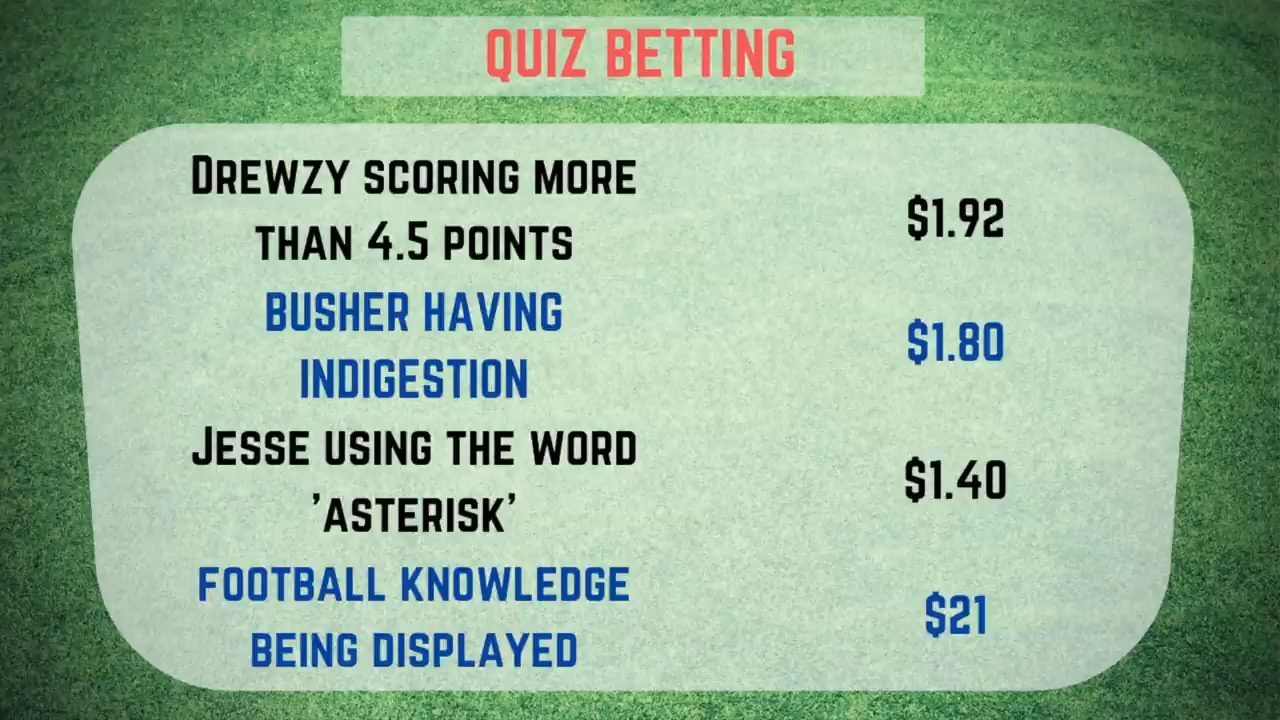 QUIZ BETTING
DREWZY SCORING MORE
THAN 4.5 POINTS
$1.92
BUSHER HAVING
INDIGESTION
$1.80
JESSE USING THE WORD
'ASTERISK'
$1.40
FOOTBALL KNOWLEDGE
BEING DISPLAYED
$21